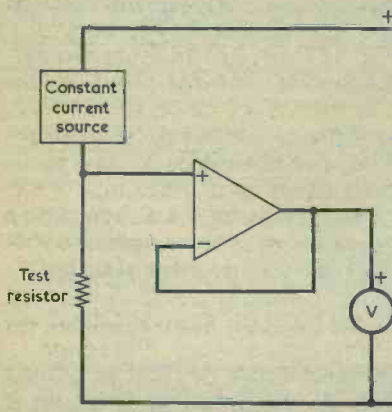 +
Constant
current
source
+
−
Test
resistor
+
V